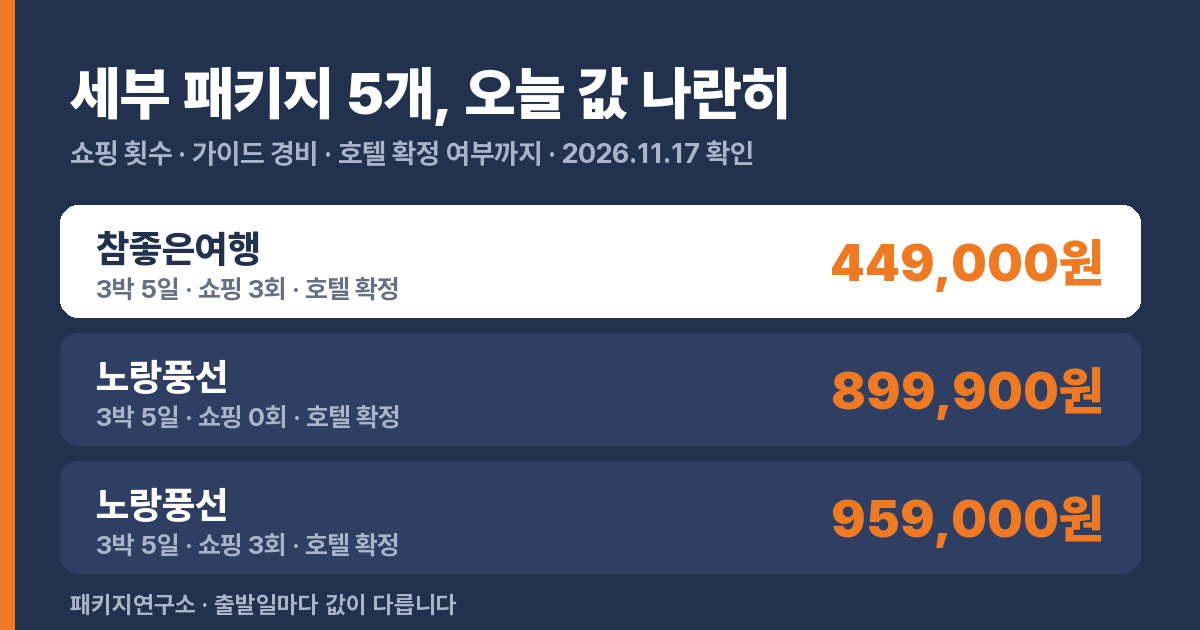 세부 패키지 5개, 오늘 값 나란히
쇼핑 횟수 · 가이드 경비 · 호텔 확정 여부까지 · 2026.11.17 확인
참좋은여행
449,000원
3박 5일 · 쇼핑 3회 · 호텔 확정
노랑풍선
899,900원
3박 5일 · 쇼핑 0회 · 호텔 확정
노랑풍선
959,000원
3박 5일 · 쇼핑 3회 · 호텔 확정
패키지연구소 · 출발일마다 값이 다릅니다